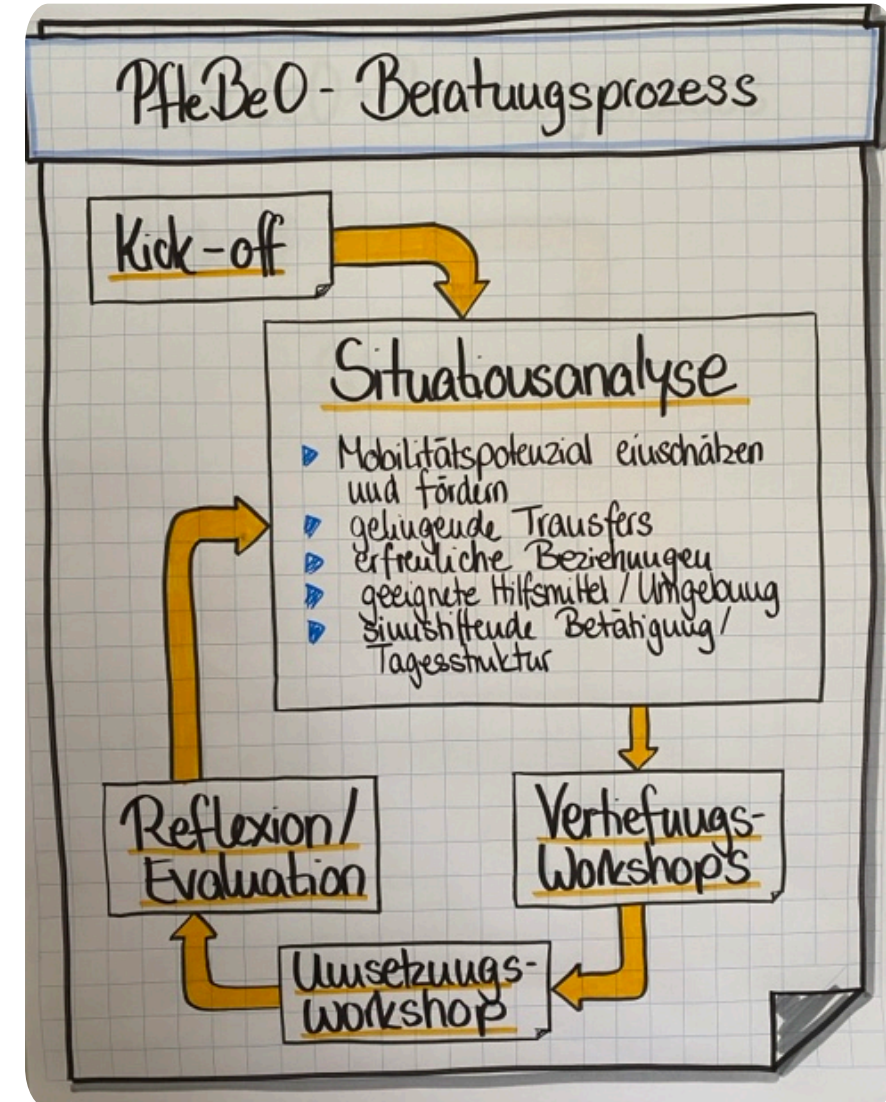 PfleBeO - Beratungsprozess
Kick-off
Situationsanalyse
Mobilitätspotenzial einschätzen
und fördern
gelingende Transfers
erfreuliche Beziehungen
geeignete Hilfsmittel / Umgebung
sinnstiftende Betätigung /
Tagesstruktur
Vertiefungs-
Workshops
Umsetzungs-
workshop
Reflexion /
Evaluation